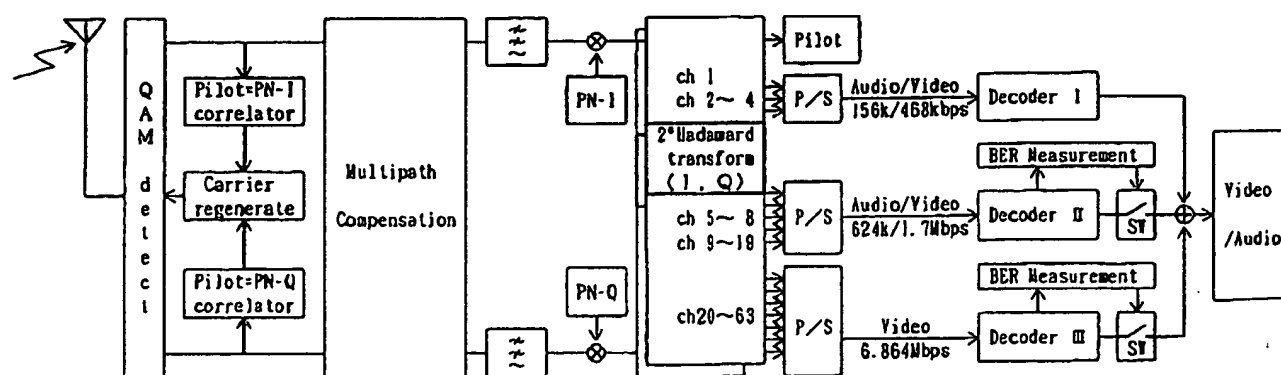 QAM detect
Pilot=PN-I
correlator
Carrier
regenerate
Pilot=PN-Q
correlator
Multipath
Compensation
PN-I
PN-Q
ch 1
ch 2~ 4
2^6 Hadamard
transform
(I, Q)
ch 5~ 8
ch 9~19
ch20~63
Pilot
P/S
P/S
P/S
Audio/Video
156k/468kbps
Audio/Video
624k/1.7Mbps
Video
6.864Mbps
Decoder I
BER Measurement
Decoder II
SW
BER Measurement
Decoder III
SW
Video
/Audio